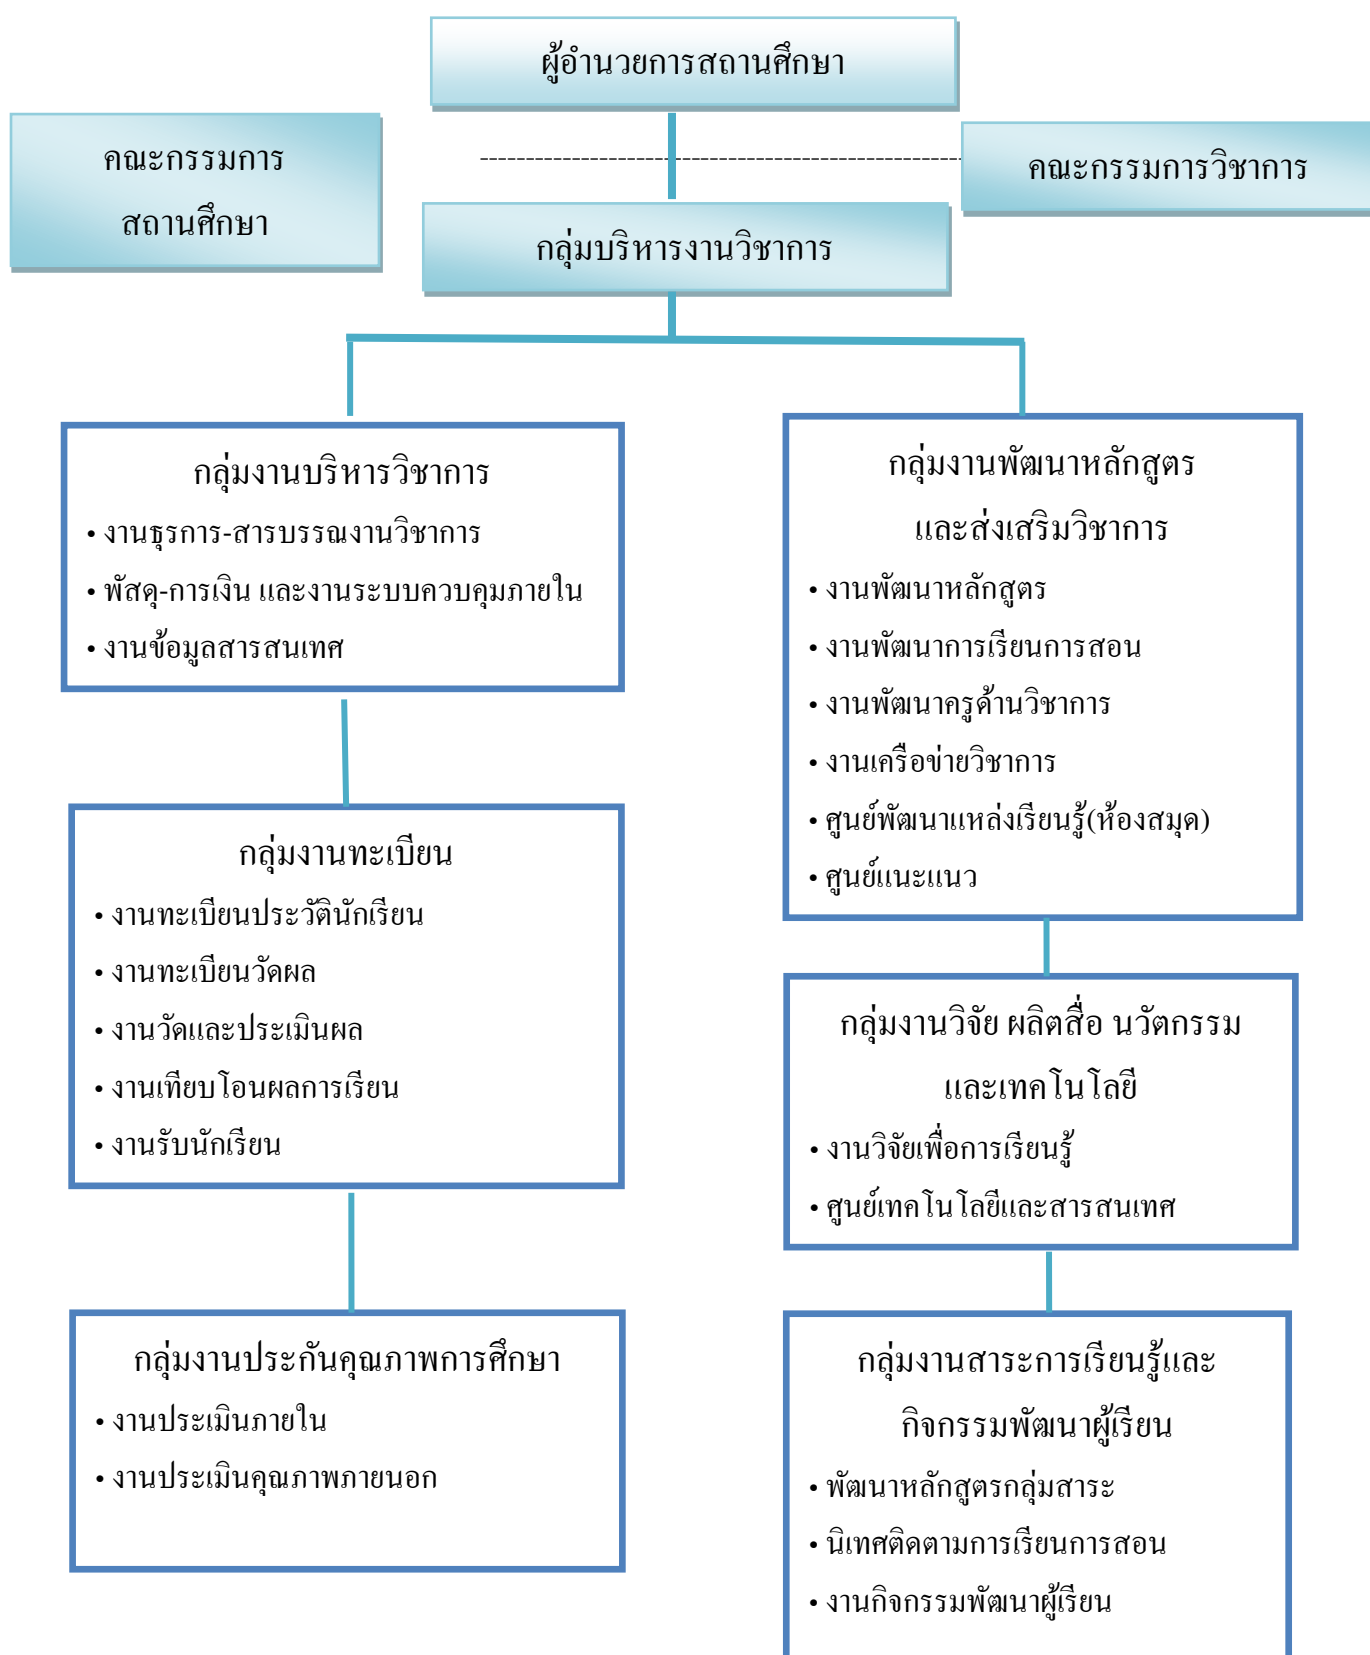 ผู้อำนวยการสถานศึกษา
คณะกรรมการ
สถานศึกษา
คณะกรรมการวิชาการ
กลุ่มบริหารงานวิชาการ
กลุ่มงานบริหารวิชาการ
• งานธุรการ-สารบรรณงานวิชาการ
• พัสดุ-การเงิน และงานระบบควบคุมภายใน
• งานข้อมูลสารสนเทศ
กลุ่มงานทะเบียน
• งานทะเบียนประวัตินักเรียน
• งานทะเบียนวัดผล
• งานวัดและประเมินผล
• งานเทียบโอนผลการเรียน
• งานรับนักเรียน
กลุ่มงานประกันคุณภาพการศึกษา
• งานประเมินภายใน
• งานประเมินคุณภาพภายนอก
กลุ่มงานพัฒนาหลักสูตร
และส่งเสริมวิชาการ
• งานพัฒนาหลักสูตร
• งานพัฒนาการเรียนการสอน
• งานพัฒนาครูด้านวิชาการ
• งานเครือข่ายวิชาการ
• ศูนย์พัฒนาแหล่งเรียนรู้(ห้องสมุด)
• ศูนย์แนะแนว
กลุ่มงานวิจัย ผลิตสื่อ นวัตกรรม
และเทคโนโลยี
• งานวิจัยเพื่อการเรียนรู้
• ศูนย์เทคโนโลยีและสารสนเทศ
กลุ่มงานสาระการเรียนรู้และ
กิจกรรมพัฒนาผู้เรียน
• พัฒนาหลักสูตรกลุ่มสาระ
• นิเทศติดตามการเรียนการสอน
• งานกิจกรรมพัฒนาผู้เรียน